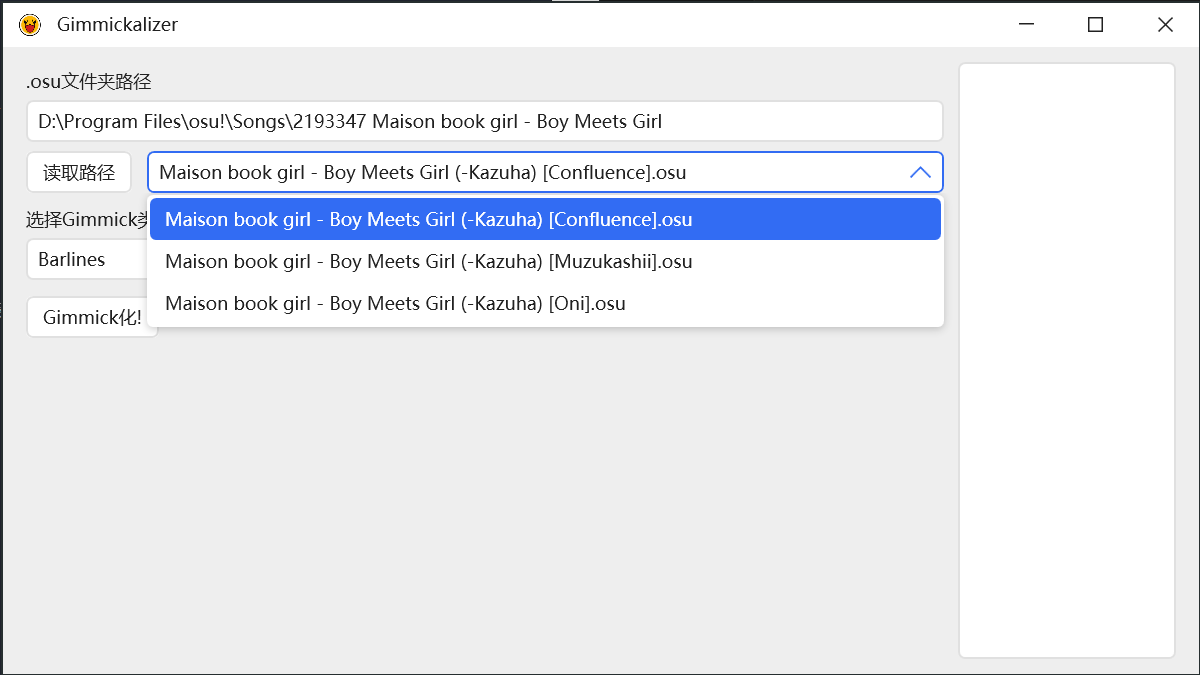 Gimmickalizer
.osu文件夹路径
D:\Program Files\osu!\Songs\2193347 Maison book girl - Boy Meets Girl
读取路径
Maison book girl - Boy Meets Girl (-Kazuha) [Confluence].osu
选择Gimmick
Maison book girl - Boy Meets Girl (-Kazuha) [Confluence].osu
Barlines
Maison book girl - Boy Meets Girl (-Kazuha) [Muzukashii].osu
Gimmick化!
Maison book girl - Boy Meets Girl (-Kazuha) [Oni].osu